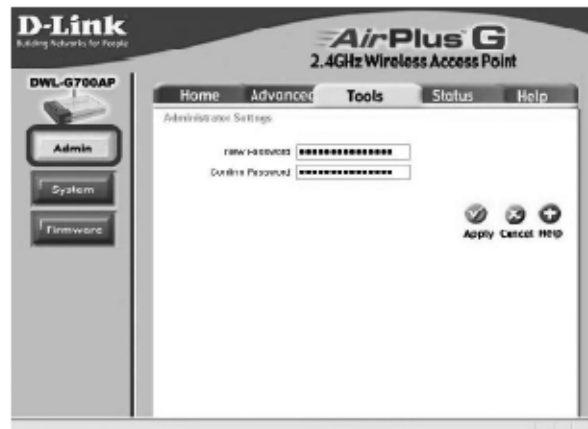 D-Link
Building Networks for People
AirPlus G
2.4GHz Wireless Access Point
DWL-G700AP
Home Advanced Tools Status Help
Administrator Settings
Admin
New Password
Confirm Password
System
Firmware
Apply Cancel Help